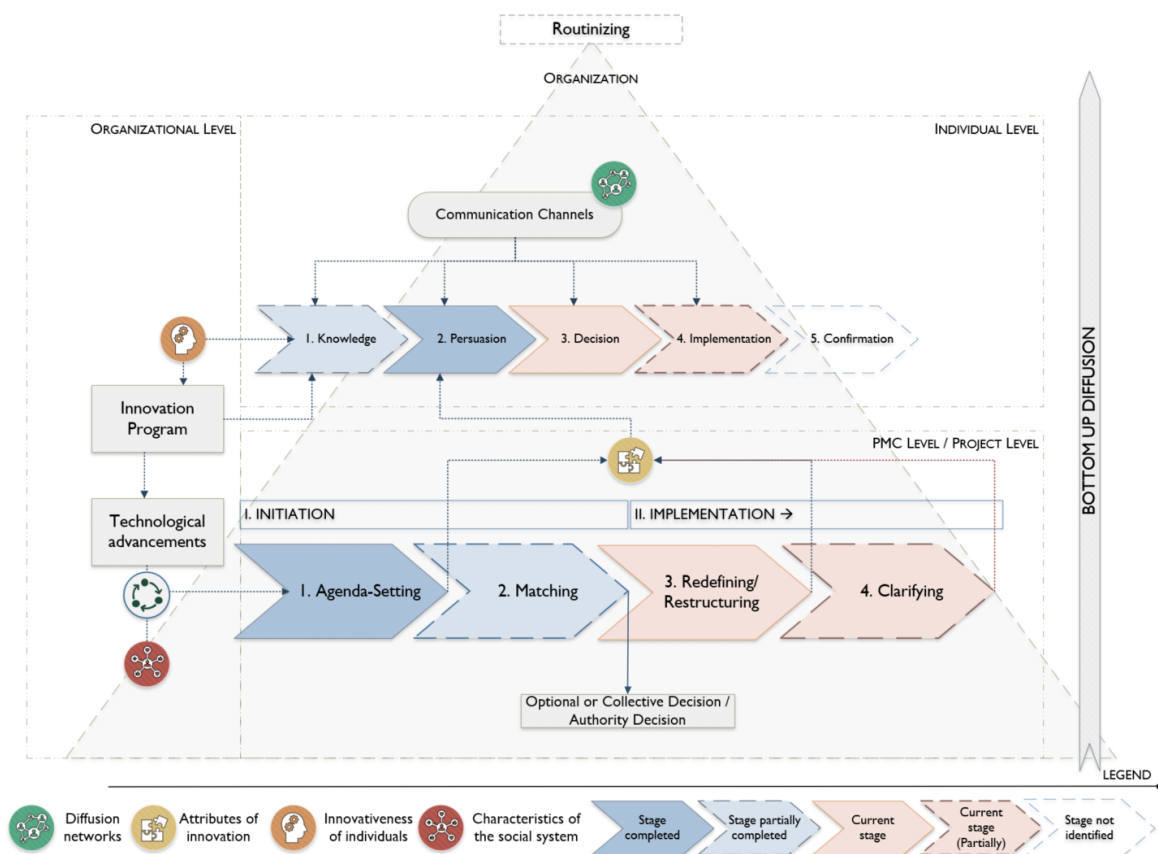 Routinizing
ORGANIZATION
ORGANIZATIONAL LEVEL
INDIVIDUAL LEVEL
Communication Channels
1. Knowledge
2. Persuasion
3. Decision
4. Implementation
5. Confirmation
Innovation
Program
PMC LEVEL / PROJECT LEVEL
BOTTOM UP DIFFUSION
I. INITIATION
II. IMPLEMENTATION →
Technological
advancements
1. Agenda-Setting
2. Matching
3. Redefining/
Restructuring
4. Clarifying
Optional or Collective Decision /
Authority Decision
LEGEND
Diffusion
networks
Attributes of
innovation
Innovativeness
of individuals
Characteristics of
the social system
Stage
completed
Stage partially
completed
Current
stage
Current
stage
(Partially)
Stage not
identified